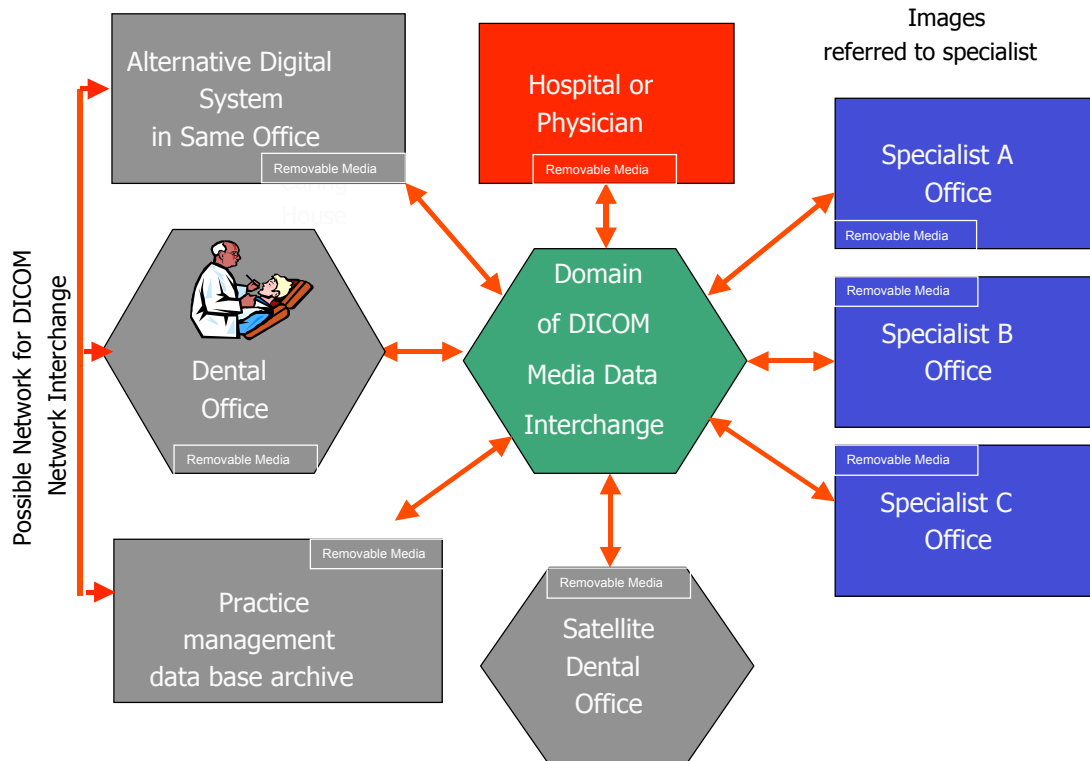 Images
referred to specialist
Alternative Digital
System
in Same Office
Removable Media
House
Hospital or
Physician
Removable Media
Specialist A
Office
Removable Media
Possible Network for DICOM
Network Interchange
Dental
Office
Removable Media
Domain
of DICOM
Media Data
Interchange
Removable Media
Specialist B
Office
Removable Media
Specialist C
Office
Removable Media
Practice
management
data base archive
Removable Media
Satellite
Dental
Office